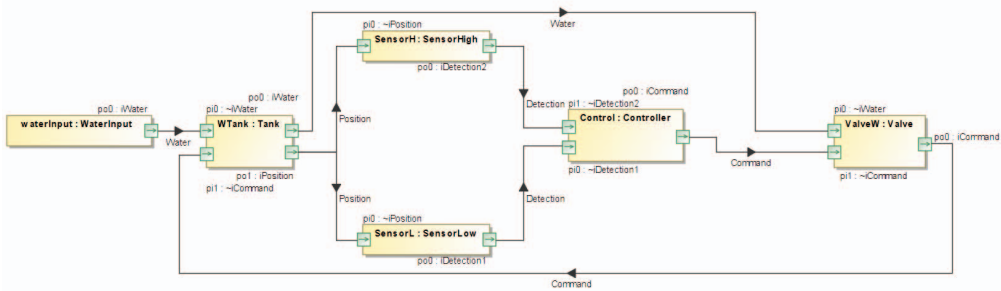 pi0 : ~iPosition
Water
SensorH : SensorHigh
po0 : iDetection2
po0 : iWater
po0 : iCommand
po0 : iWater
pi0 : ~iWater
Detection
pi1 : ~iDetection2
pi0 : ~iWater
waterInput : WaterInput
WTank : Tank
Position
Control : Controller
ValveW : Valve
Water
po0 : iCommand
Command
po1 : iPosition
pi0 : ~iDetection1
pi1 : ~iCommand
pi1 : ~iCommand
Position
Detection
pi0 : ~iPosition
SensorL : SensorLow
po0 : iDetection1
Command